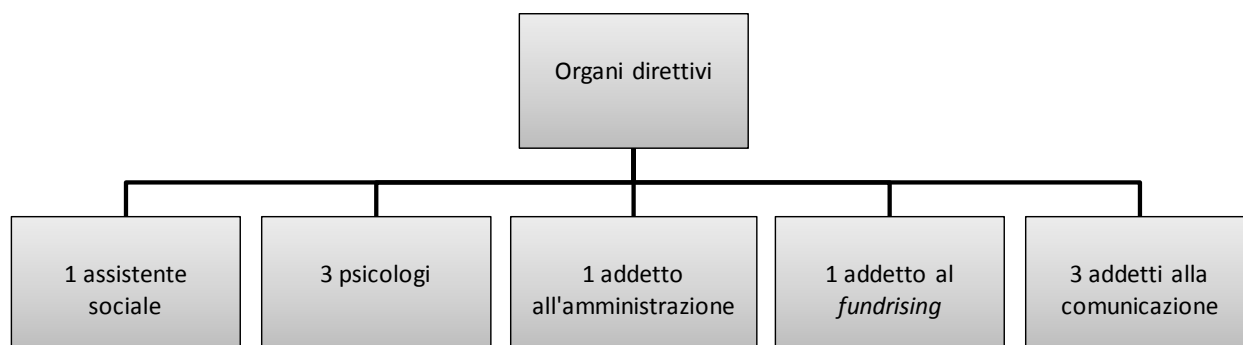 Organi direttivi
1 assistente
sociale
3 psicologi
1 addetto
all'amministrazione
1 addetto al
fundrising
3 addetti alla
comunicazione